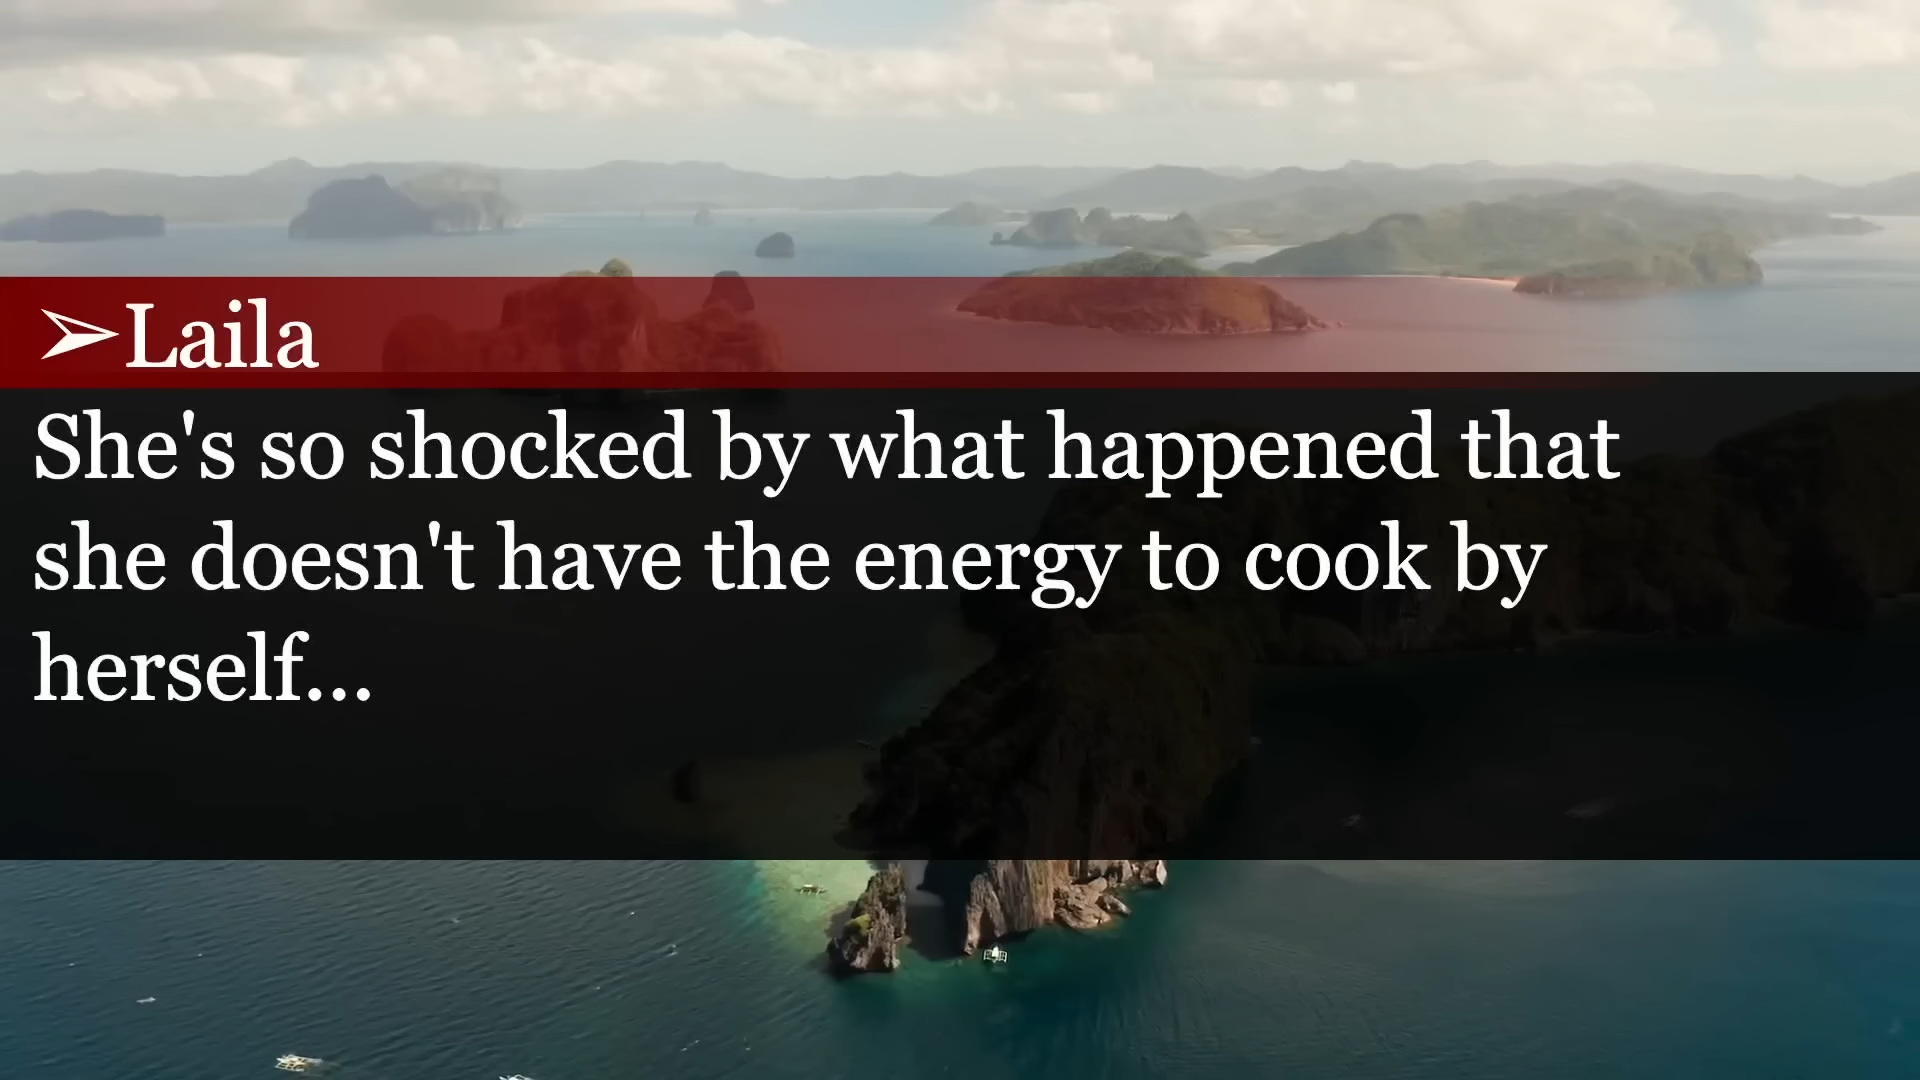 ➢Laila
She's so shocked by what happened that
she doesn't have the energy to cook by
herself...